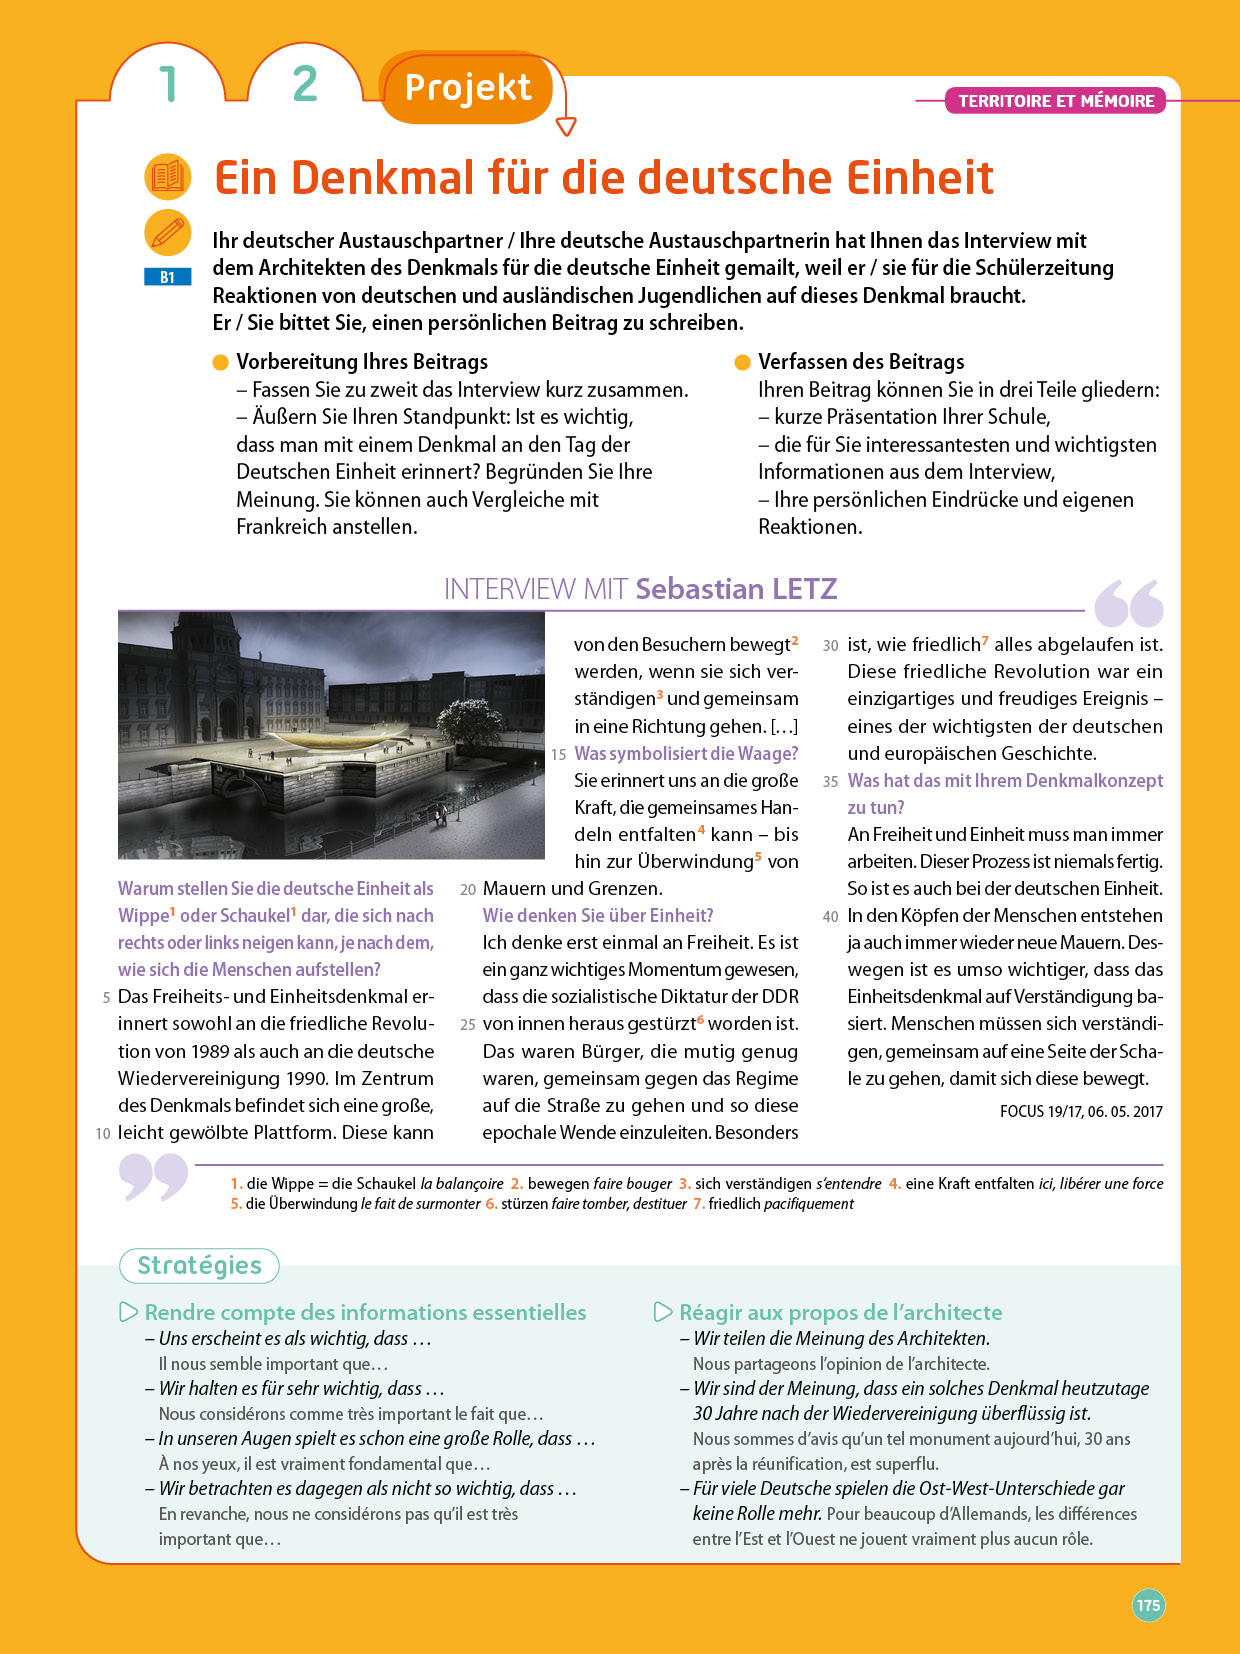 1
2
Projekt
TERRITOIRE ET MÉMOIRE
Ein Denkmal für die deutsche Einheit
B1
Ihr deutscher Austauschpartner / Ihre deutsche Austauschpartnerin hat Ihnen das Interview mit
dem Architekten des Denkmals für die deutsche Einheit gemailt, weil er / sie für die Schülerzeitung
Reaktionen von deutschen und ausländischen Jugendlichen auf dieses Denkmal braucht.
Er / Sie bittet Sie, einen persönlichen Beitrag zu schreiben.
Vorbereitung Ihres Beitrags
– Fassen Sie zu zweit das Interview kurz zusammen.
– Äußern Sie Ihren Standpunkt: Ist es wichtig,
dass man mit einem Denkmal an den Tag der
Deutschen Einheit erinnert? Begründen Sie Ihre
Meinung. Sie können auch Vergleiche mit
Frankreich anstellen.
Verfassen des Beitrags
Ihren Beitrag können Sie in drei Teile gliedern:
– kurze Präsentation Ihrer Schule,
– die für Sie interessantesten und wichtigsten
Informationen aus dem Interview,
– Ihre persönlichen Eindrücke und eigenen
Reaktionen.
INTERVIEW MIT Sebastian LETZ
Warum stellen Sie die deutsche Einheit als
Wippe1 oder Schaukel1 dar, die sich nach
rechts oder links neigen kann, je nach dem,
wie sich die Menschen aufstellen?
5 Das Freiheits- und Einheitsdenkmal er-
innert sowohl an die friedliche Revolu-
tion von 1989 als auch an die deutsche
Wiedervereinigung 1990. Im Zentrum
des Denkmals befindet sich eine große,
10 leicht gewölbte Plattform. Diese kann
von den Besuchern bewegt2
werden, wenn sie sich ver-
ständigen3 und gemeinsam
in eine Richtung gehen. […]
15 Was symbolisiert die Waage?
Sie erinnert uns an die große
Kraft, die gemeinsames Han-
deln entfalten4 kann – bis
hin zur Überwindung5 von
20 Mauern und Grenzen.
Wie denken Sie über Einheit?
Ich denke erst einmal an Freiheit. Es ist
ein ganz wichtiges Momentum gewesen,
dass die sozialistische Diktatur der DDR
25 von innen heraus gestürzt6 worden ist.
Das waren Bürger, die mutig genug
waren, gemeinsam gegen das Regime
auf die Straße zu gehen und so diese
epochale Wende einzuleiten. Besonders
30 ist, wie friedlich7 alles abgelaufen ist.
Diese friedliche Revolution war ein
einzigartiges und freudiges Ereignis –
eines der wichtigsten der deutschen
und europäischen Geschichte.
35 Was hat das mit Ihrem Denkmalkonzept
zu tun?
An Freiheit und Einheit muss man immer
arbeiten. Dieser Prozess ist niemals fertig.
So ist es auch bei der deutschen Einheit.
40 In den Köpfen der Menschen entstehen
ja auch immer wieder neue Mauern. Des-
wegen ist es umso wichtiger, dass das
Einheitsdenkmal auf Verständigung ba-
siert. Menschen müssen sich verständi-
gen, gemeinsam auf eine Seite der Scha-
le zu gehen, damit sich diese bewegt.
FOCUS 19/17, 06. 05. 2017
1. die Wippe = die Schaukel la balançoire 2. bewegen faire bouger 3. sich verständigen s'entendre 4. eine Kraft entfalten ici, libérer une force
5. die Überwindung le fait de surmonter 6. stürzen faire tomber, destituer 7. friedlich pacifiquement
Stratégies
Rendre compte des informations essentielles
– Uns erscheint es als wichtig, dass …
Il nous semble important que…
– Wir halten es für sehr wichtig, dass …
Nous considérons comme très important le fait que…
– In unseren Augen spielt es schon eine große Rolle, dass …
À nos yeux, il est vraiment fondamental que…
– Wir betrachten es dagegen als nicht so wichtig, dass …
En revanche, nous ne considérons pas qu'il est très
important que…
Réagir aux propos de l'architecte
– Wir teilen die Meinung des Architekten.
Nous partageons l'opinion de l'architecte.
– Wir sind der Meinung, dass ein solches Denkmal heutzutage
30 Jahre nach der Wiedervereinigung überflüssig ist.
Nous sommes d'avis qu'un tel monument aujourd'hui, 30 ans
après la réunification, est superflu.
– Für viele Deutsche spielen die Ost-West-Unterschiede gar
keine Rolle mehr. Pour beaucoup d'Allemands, les différences
entre l'Est et l'Ouest ne jouent vraiment plus aucun rôle.
175